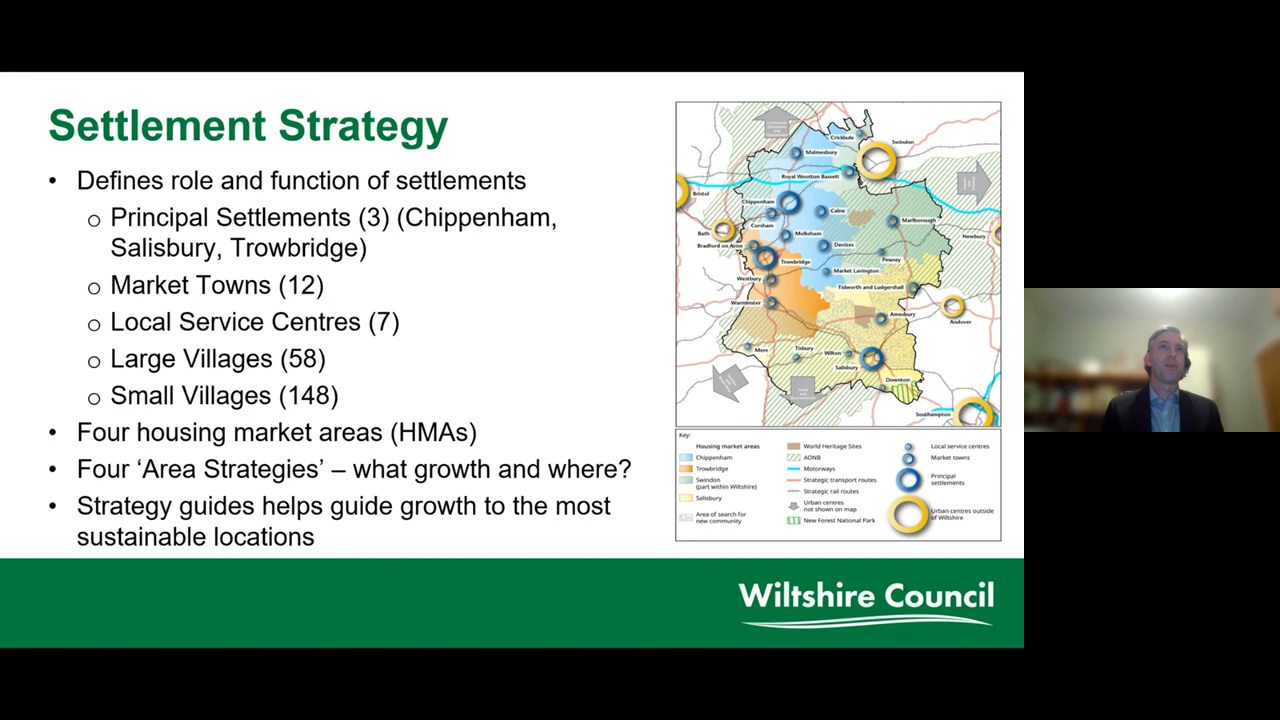 Settlement Strategy
• Defines role and function of settlements
o Principal Settlements (3) (Chippenham,
Salisbury, Trowbridge)
o Market Towns (12)
o Local Service Centres (7)
o Large Villages (58)
o Small Villages (148)
• Four housing market areas (HMAs)
• Four ‘Area Strategies’ – what growth and where?
• Strategy guides helps guide growth to the most
sustainable locations
Cricklade
Swindon
Malmesbury
Royal Wootton Bassett
Bristol
Chippenham
Calne
Marlborough
Corsham
Bath
Melksham
Newbury
Bradford on Avon
Devizes
Trowbridge
Pewsey
Market Lavington
Westbury
Tidworth and Ludgershall
Warminster
Amesbury
Andover
Mere
Tisbury
Wilton
Salisbury
Downton
Southampton
Key:
Housing market areas
Chippenham
Trowbridge
Swindon
(part within Wiltshire)
Salisbury
Area of search for
new community
World Heritage Sites
AONB
Motorways
Strategic transport routes
Strategic rail routes
Urban centres
not shown on map
New Forest National Park
Local service centres
Market towns
Principal
settlements
Urban centres outside
of Wiltshire
Wiltshire Council